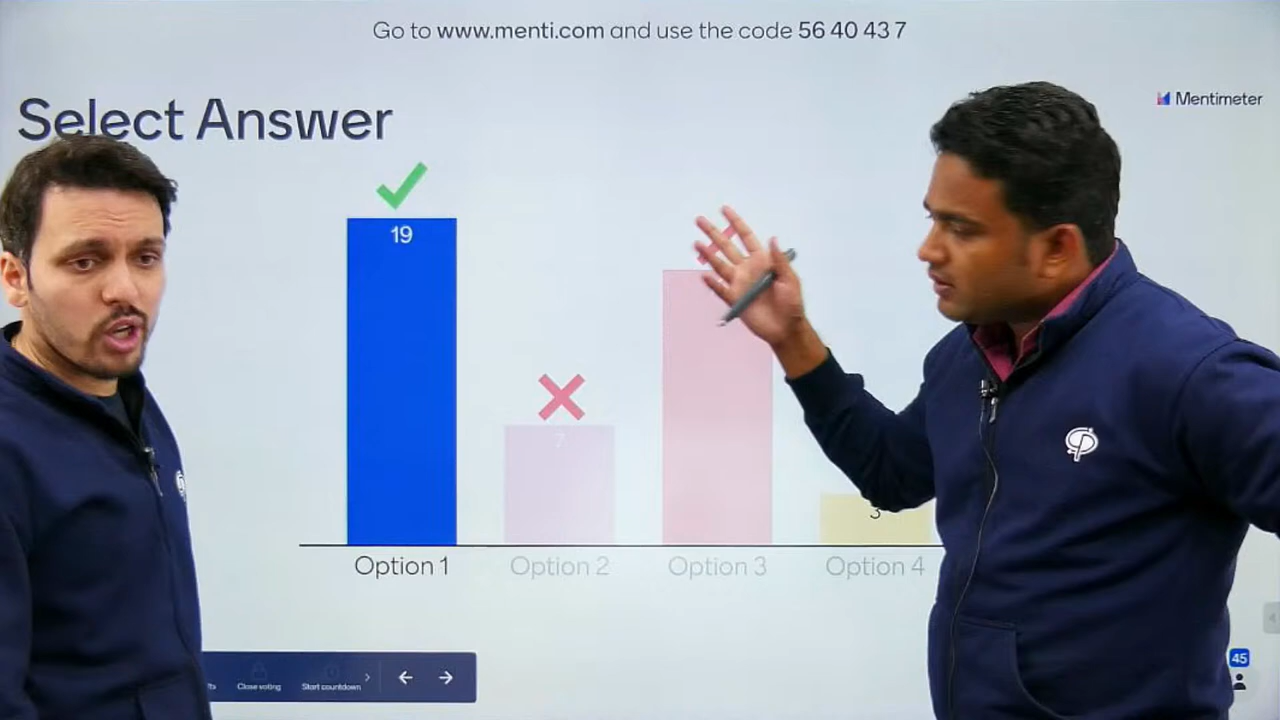 Go to www.menti.com and use the code 56 40 43 7
Select Answer
Mentimeter
19
7
3
Option 1
Option 2
Option 3
Option 4
Close voting
Start countdown
45